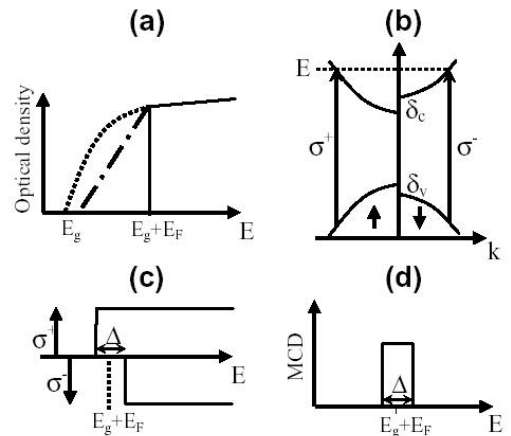 (a)
Optical density
E_g
E_g+E_F
E
(b)
E
δ_c
σ⁺
σ⁻
δ_v
k
(c)
σ⁺
Δ
E
σ⁻
E_g+E_F
(d)
MCD
Δ
E_g+E_F
E